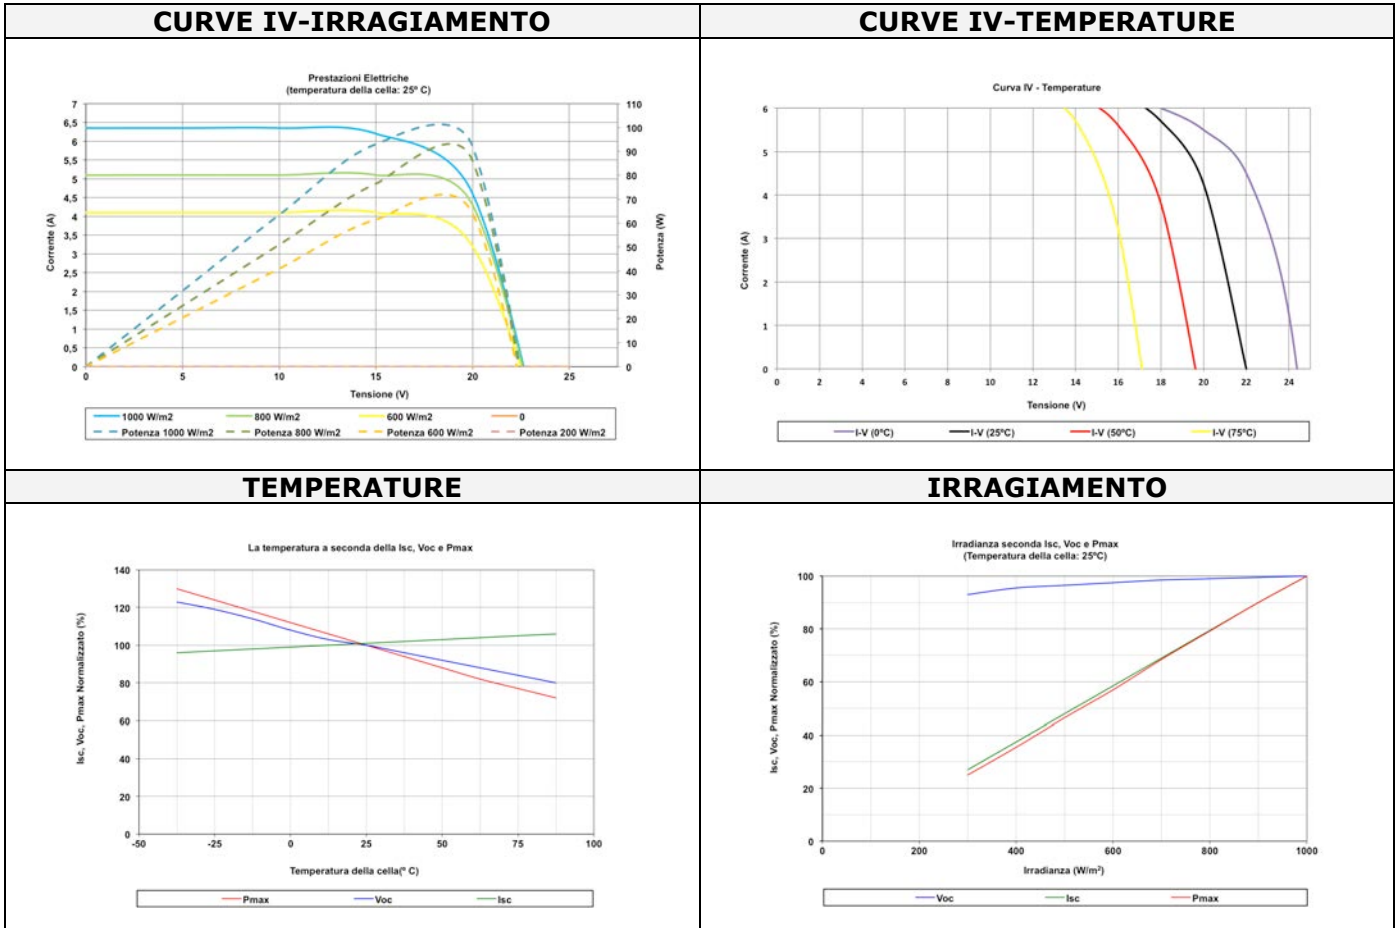 CURVE IV-IRRAGIAMENTO
CURVE IV-TEMPERATURE
Prestazioni Elettriche
(temperatura della cella: 25º C)
7
6,5
6
5,5
5
4,5
4
3,5
3
2,5
2
1,5
1
0,5
0
Corrente (A)
110
100
90
80
70
60
50
40
30
20
10
0
Potenza (W)
0 5 10 15 20 25
Tensione (V)
1000 W/m2 800 W/m2 600 W/m2 0
Potenza 1000 W/m2 Potenza 800 W/m2 Potenza 600 W/m2 Potenza 200 W/m2
Curva IV - Temperature
6
5
4
3
2
1
0
Corrente (A)
0 2 4 6 8 10 12 14 16 18 20 22 24
Tensione (V)
I-V (0ºC) I-V (25ºC) I-V (50ºC) I-V (75ºC)
TEMPERATURE
IRRAGIAMENTO
La temperatura a seconda della Isc, Voc e Pmax
140
120
100
80
60
40
20
0
Isc, Voc, Pmax Normalizzato (%)
-50 -25 0 25 50 75 100
Temperatura della cella(º C)
Pmax Voc Isc
Irradianza seconda Isc, Voc e Pmax
(Temperatura della cella: 25ºC)
100
80
60
40
20
0
Isc, Voc, Pmax Normalizzato (%)
0 200 400 600 800 1000
Irradianza (W/m²)
Voc Isc Pmax